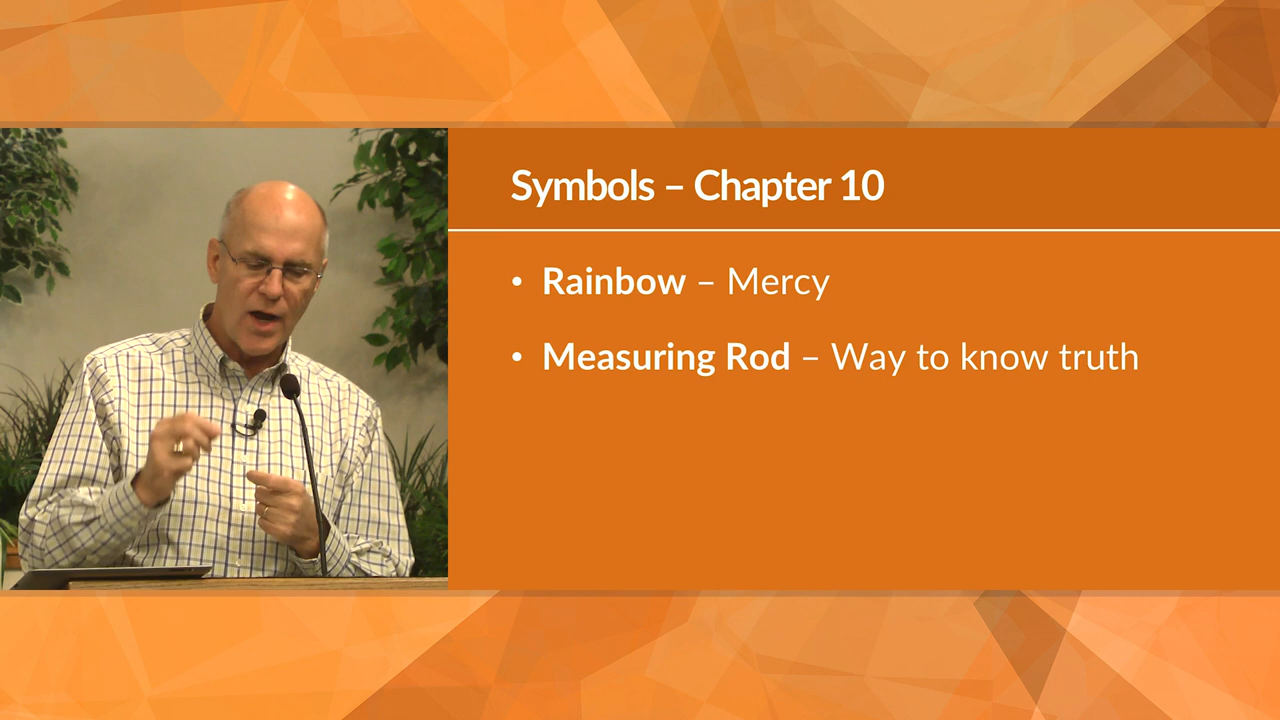 Symbols – Chapter 10
• Rainbow – Mercy
• Measuring Rod – Way to know truth